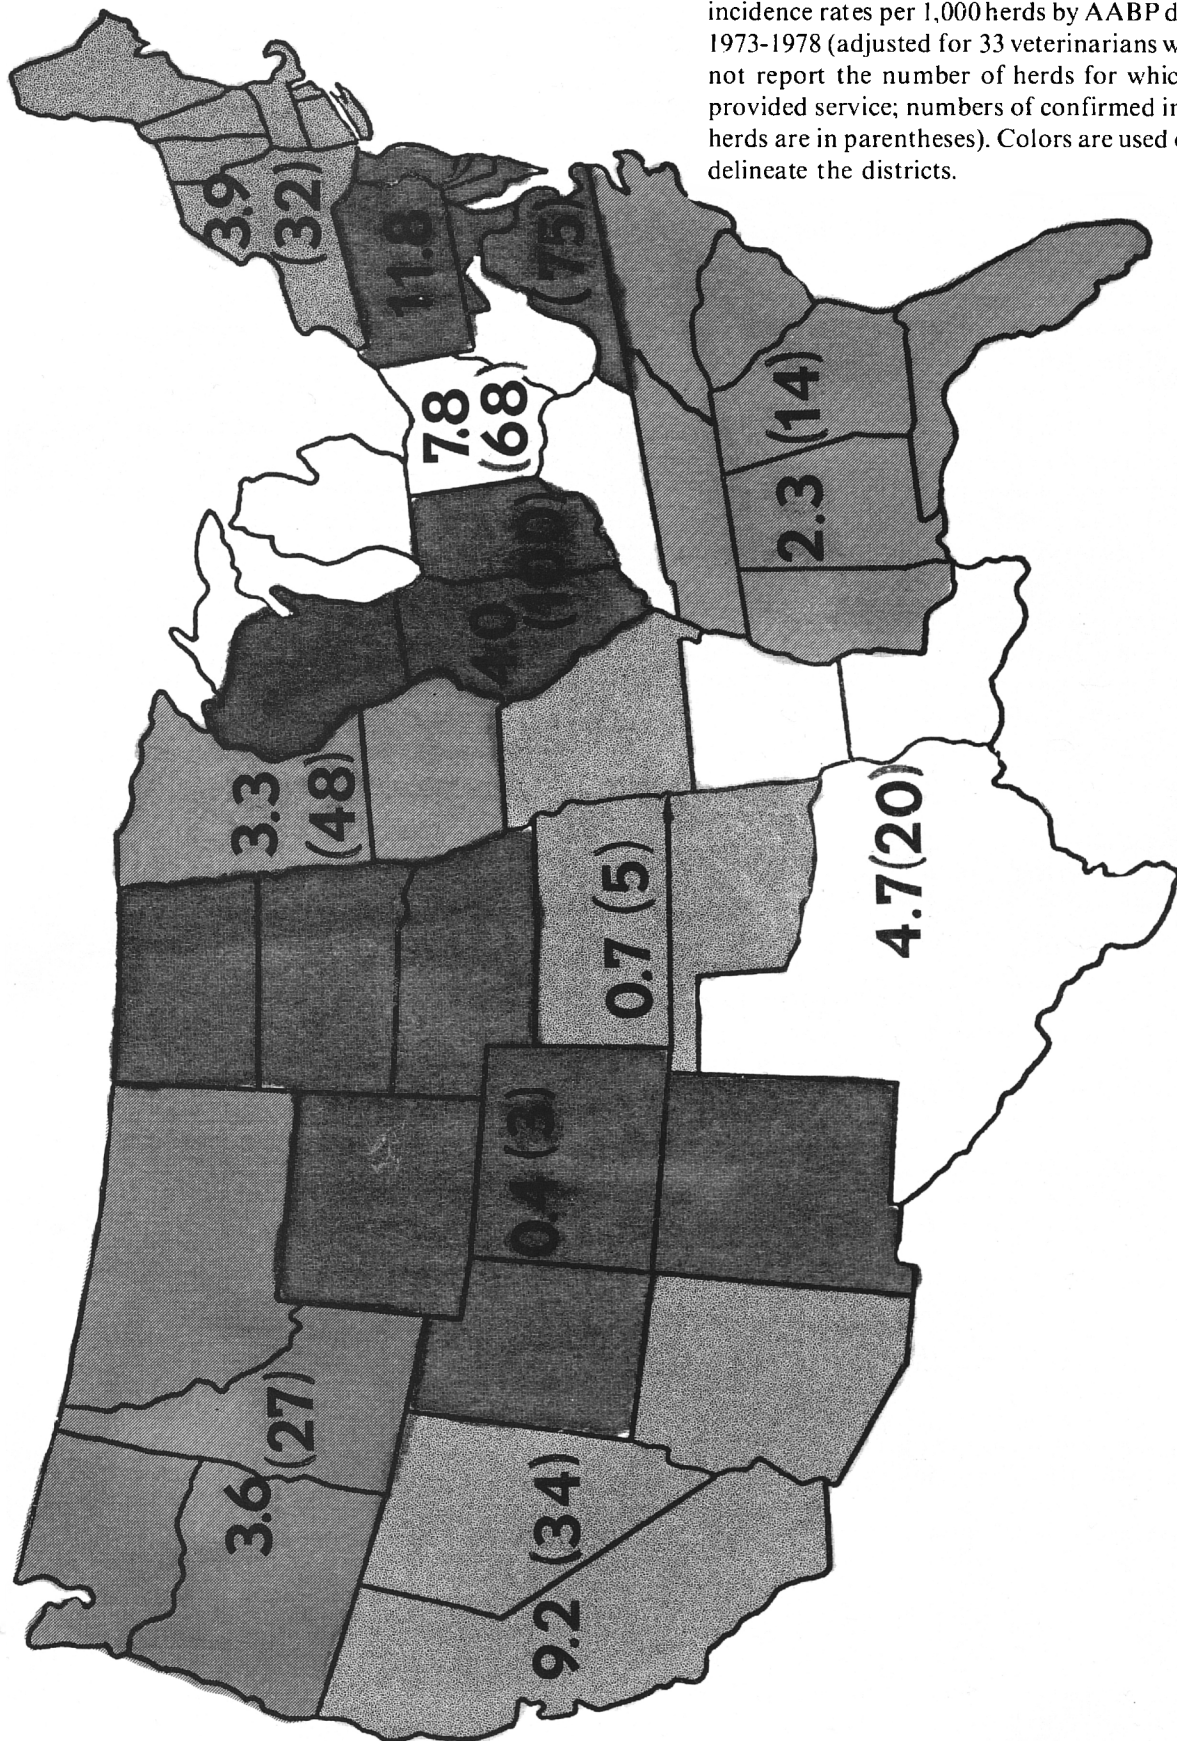 incidence rates per 1,000 herds by AABP d
1973-1978 (adjusted for 33 veterinarians w
not report the number of herds for whic
provided service; numbers of confirmed in
herds are in parentheses). Colors are used o
delineate the districts.
3.9
(32)
11.8
(75)
7.8
(68
2.3 (14)
4.0
(100)
3.3
(48)
4.7(20)
0.7 (5)
0.4 (3)
3.6 (27)
9.2 (34)